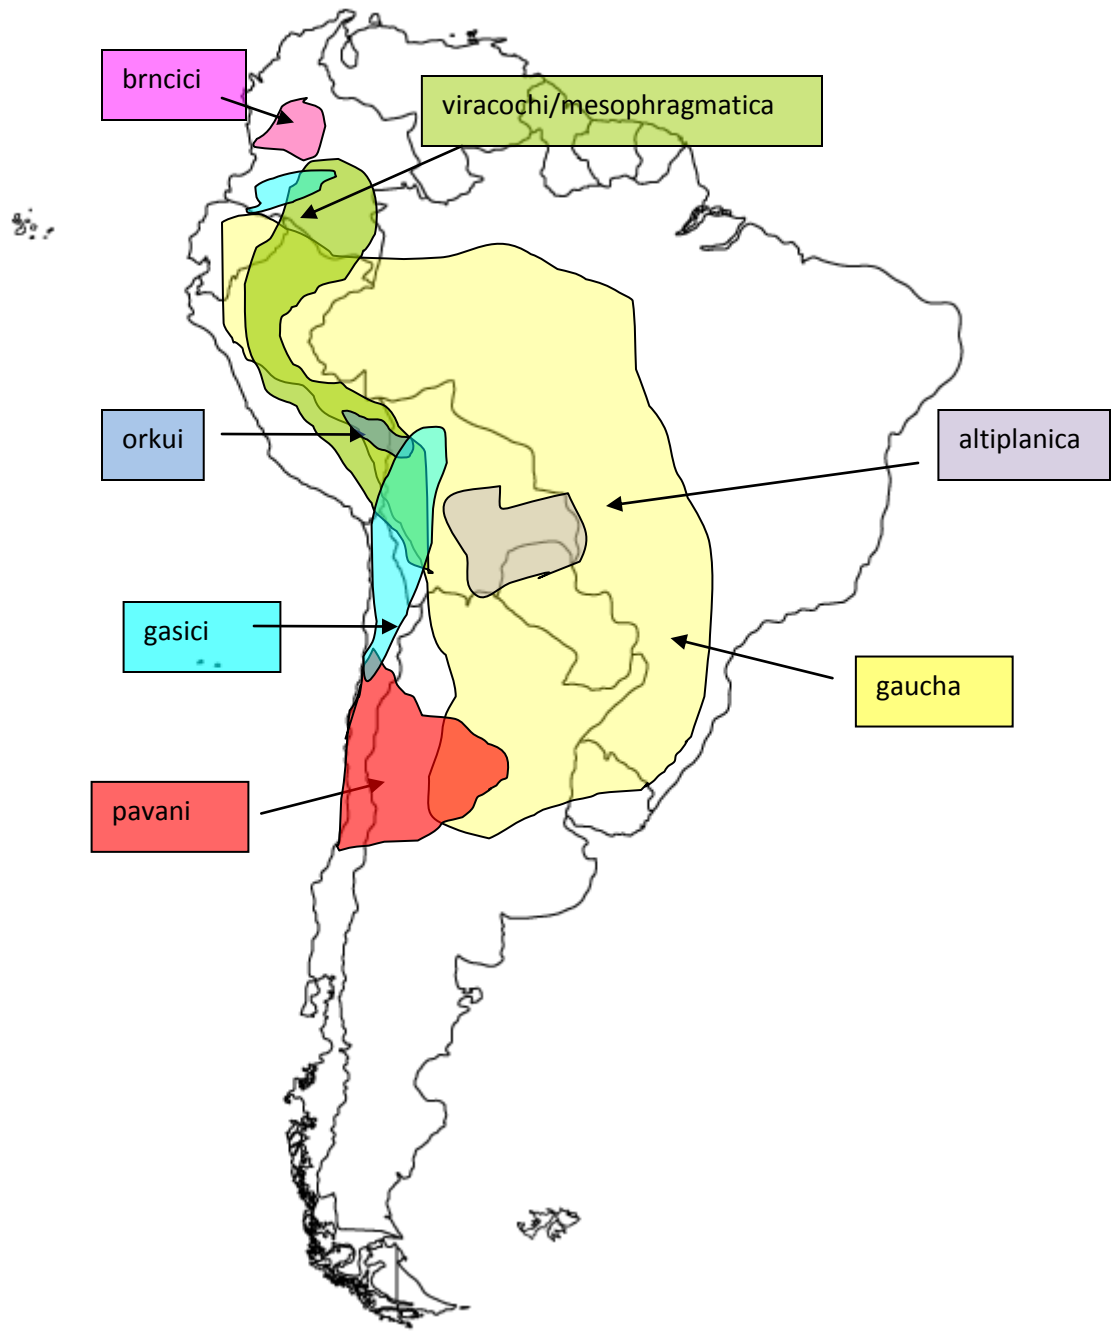 brncici
viracochi/mesophragmatica
orkui
altiplanica
gasici
gaucha
pavani